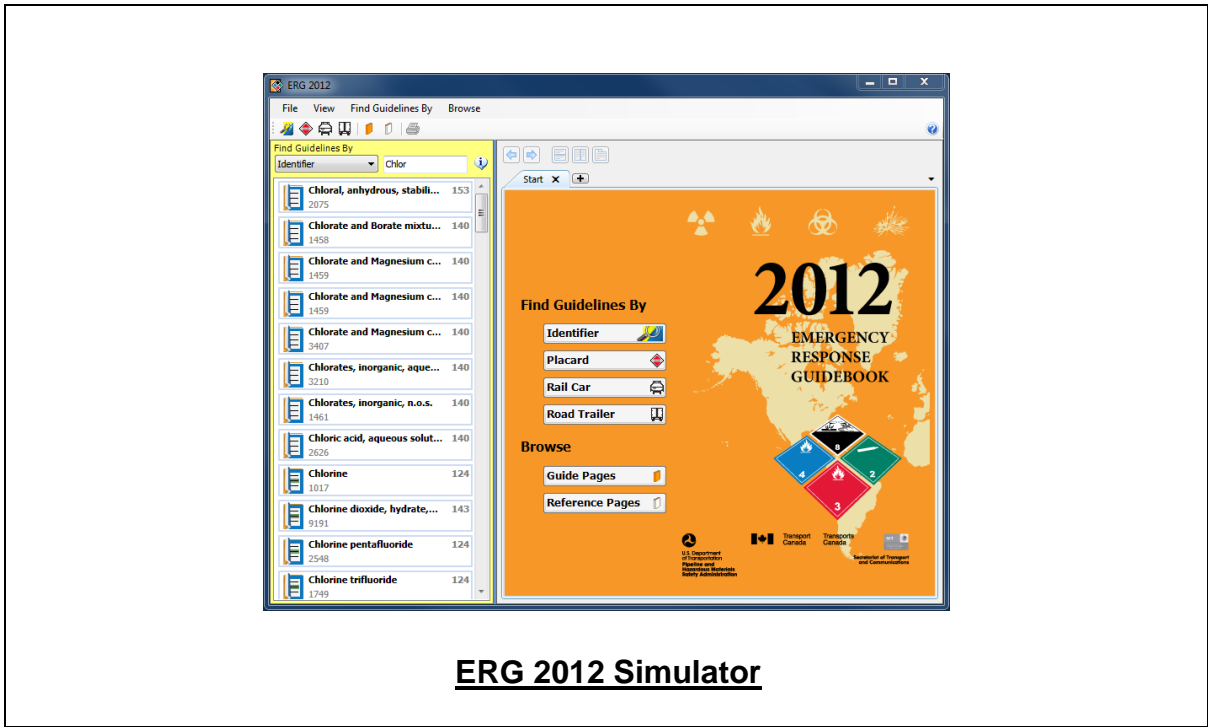 ERG 2012
File View Find Guidelines By Browse
Find Guidelines By
Identifier Chlor
Chloral, anhydrous, stabili... 153
2075
Chlorate and Borate mixtu... 140
1458
Chlorate and Magnesium c... 140
1459
Chlorate and Magnesium c... 140
1459
Chlorate and Magnesium c... 140
3407
Chlorates, inorganic, aque... 140
3210
Chlorates, inorganic, n.o.s. 140
1461
Chloric acid, aqueous solut... 140
2626
Chlorine 124
1017
Chlorine dioxide, hydrate,... 143
9191
Chlorine pentafluoride 124
2548
Chlorine trifluoride 124
1749
Start
2012
EMERGENCY
RESPONSE
GUIDEBOOK
Find Guidelines By
Identifier
Placard
Rail Car
Road Trailer
Browse
Guide Pages
Reference Pages
8
4
2
3
U.S. Department
of Transportation
Pipeline and
Hazardous Materials
Safety Administration
Transport
Canada
Transports
Canada
Secretariat of Transport
and Communications
ERG 2012 Simulator